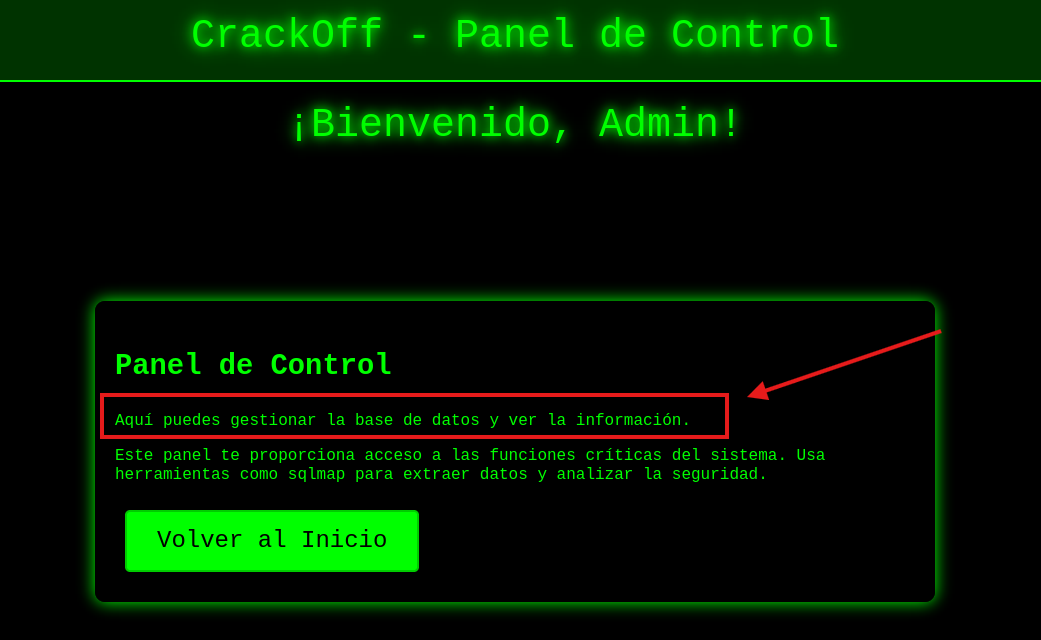 CrackOff - Panel de Control
¡Bienvenido, Admin!
Panel de Control
Aquí puedes gestionar la base de datos y ver la información.
Este panel te proporciona acceso a las funciones críticas del sistema. Usa
herramientas como sqlmap para extraer datos y analizar la seguridad.
Volver al Inicio